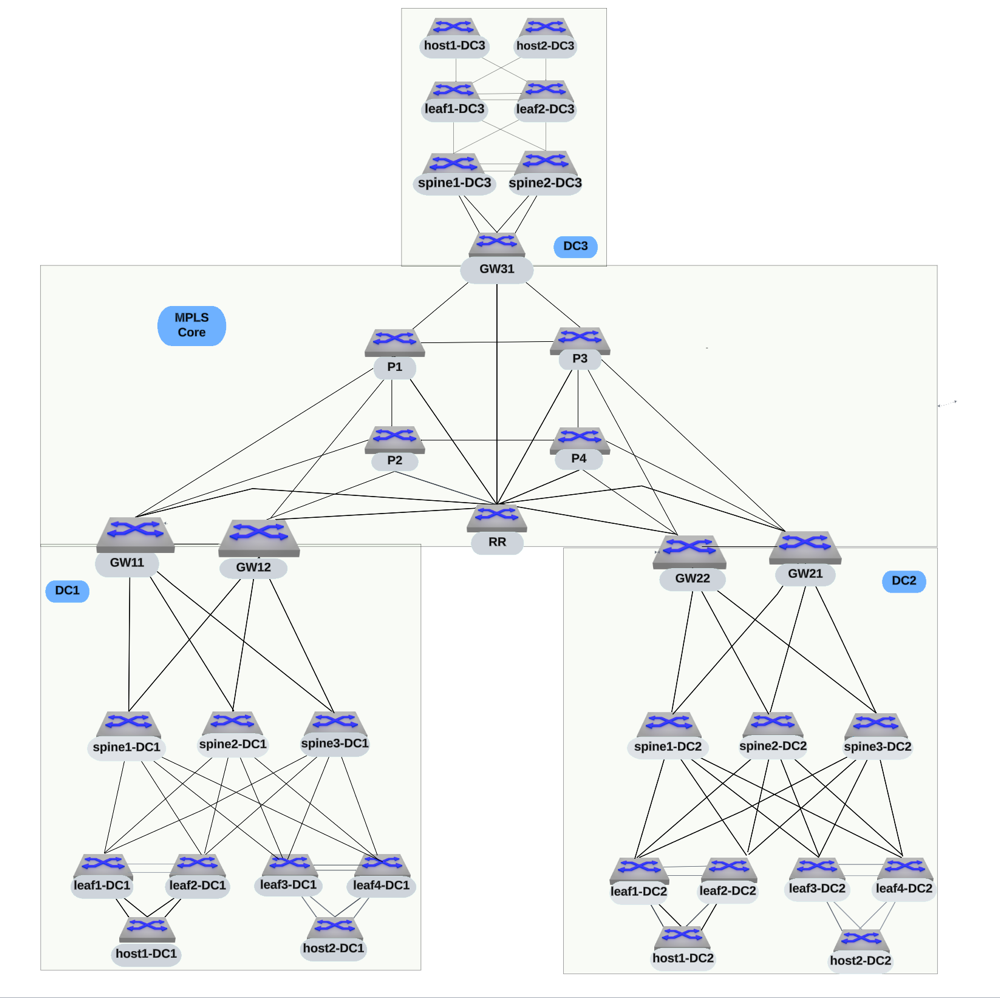 host1-DC3
host2-DC3
leaf1-DC3
leaf2-DC3
spine1-DC3
spine2-DC3
DC3
GW31
MPLS
Core
P1
P3
P2
P4
RR
GW11
GW12
GW22
GW21
DC1
DC2
spine1-DC1
spine2-DC1
spine3-DC1
spine1-DC2
spine2-DC2
spine3-DC2
leaf1-DC1
leaf2-DC1
leaf3-DC1
leaf4-DC1
leaf1-DC2
leaf2-DC2
leaf3-DC2
leaf4-DC2
host1-DC1
host2-DC1
host1-DC2
host2-DC2